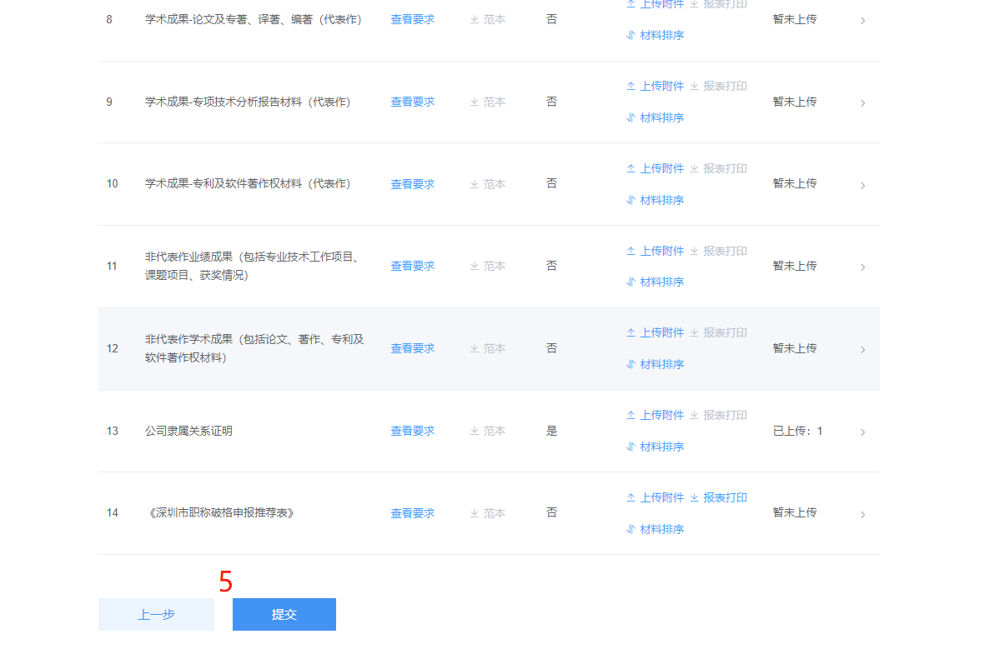 上传附件 报表打印
8 学术成果-论文及专著、译著、编著（代表作） 查看要求 范本 否 暂未上传
材料排序
上传附件 报表打印
9 学术成果-专项技术分析报告材料（代表作） 查看要求 范本 否 暂未上传
材料排序
上传附件 报表打印
10 学术成果-专利及软件著作权材料（代表作） 查看要求 范本 否 暂未上传
材料排序
上传附件 报表打印
非代表作业绩成果（包括专业技术工作项目、
11 查看要求 范本 否 暂未上传
课题项目、获奖情况）
材料排序
上传附件 报表打印
非代表作学术成果（包括论文、著作、专利及
12 查看要求 范本 否 暂未上传
软件著作权材料）
材料排序
上传附件 报表打印
13 公司隶属关系证明 查看要求 范本 是 已上传：1
材料排序
上传附件 报表打印
14 《深圳市职称破格申报推荐表》 查看要求 范本 否 暂未上传
材料排序
5
上一步 提交